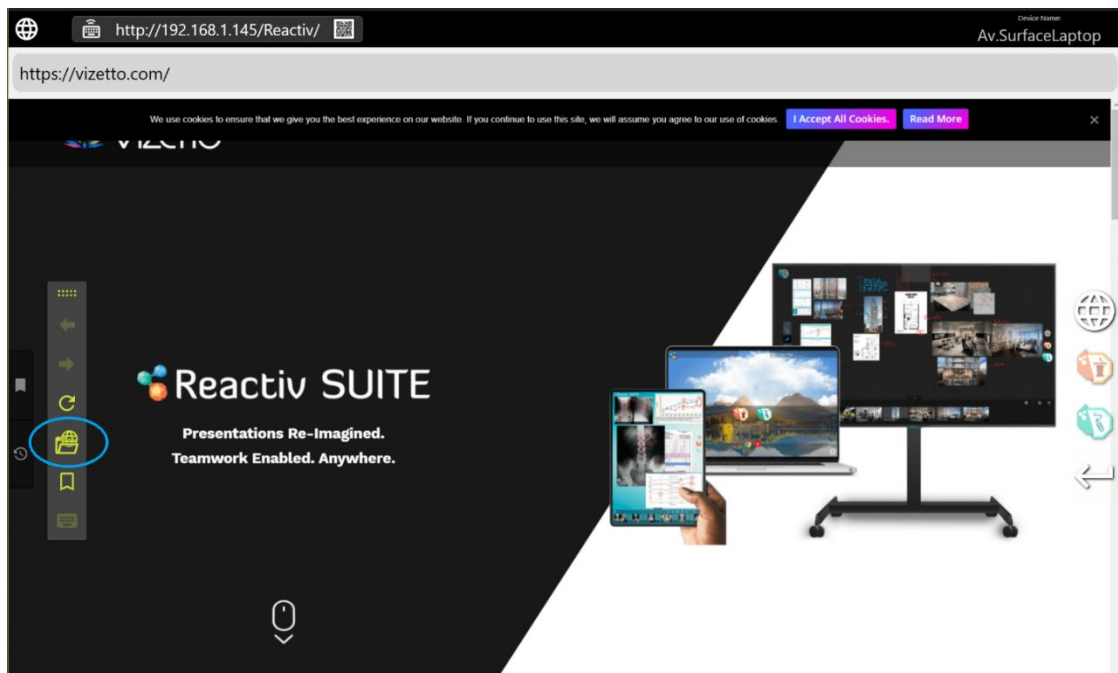 http://192.168.1.145/Reactiv/
Device Name:
Av.SurfaceLaptop
https://vizetto.com/
We use cookies to ensure that we give you the best experience on our website. If you continue to use this site, we will assume you agree to our use of cookies.
I Accept All Cookies.
Read More
Reactiv SUITE
Presentations Re-Imagined.
Teamwork Enabled. Anywhere.